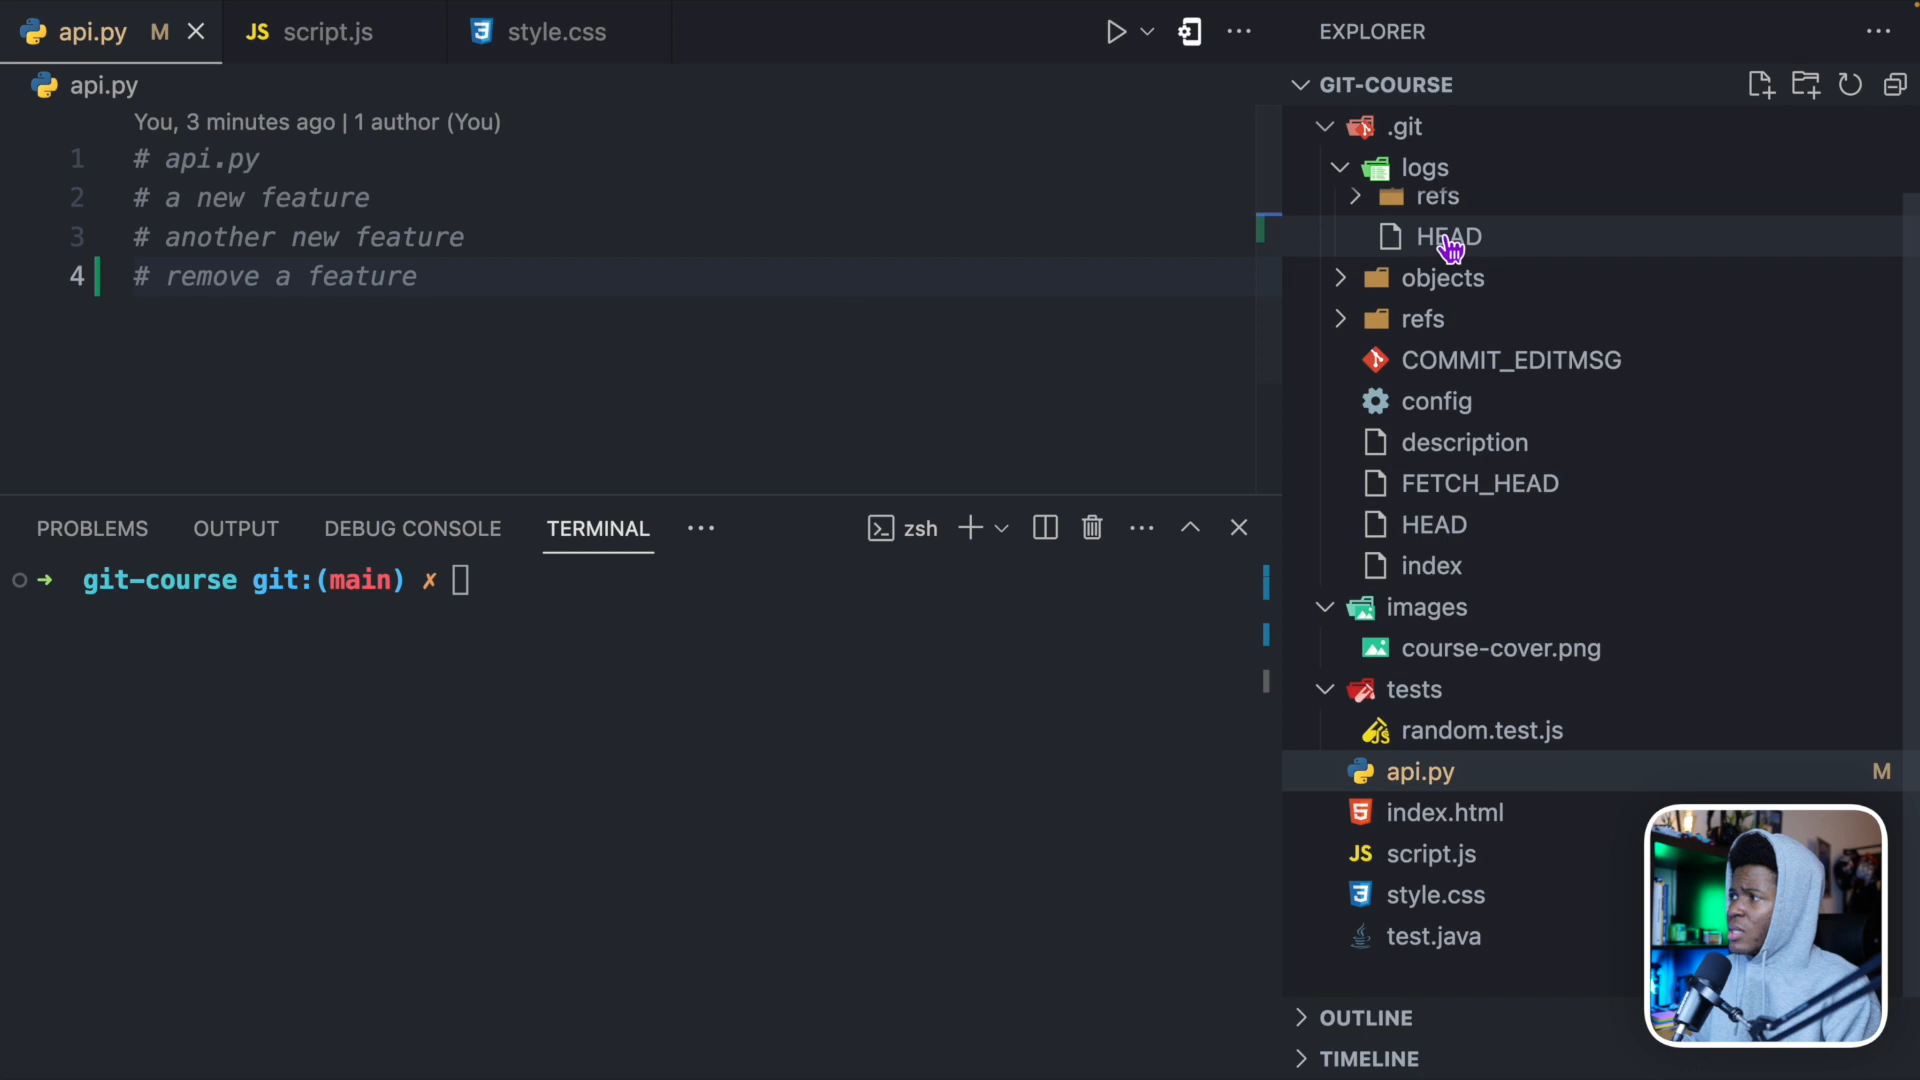 api.py M
JS script.js
style.css
api.py
You, 3 minutes ago | 1 author (You)
1 # api.py
2 # a new feature
3 # another new feature
4 # remove a feature
PROBLEMS OUTPUT DEBUG CONSOLE TERMINAL
zsh
➜ git-course git:(main) ✗
EXPLORER
GIT-COURSE
.git
logs
refs
HEAD
objects
refs
COMMIT_EDITMSG
config
description
FETCH_HEAD
HEAD
index
images
course-cover.png
tests
random.test.js
api.py M
index.html
JS script.js
style.css
test.java
OUTLINE
TIMELINE